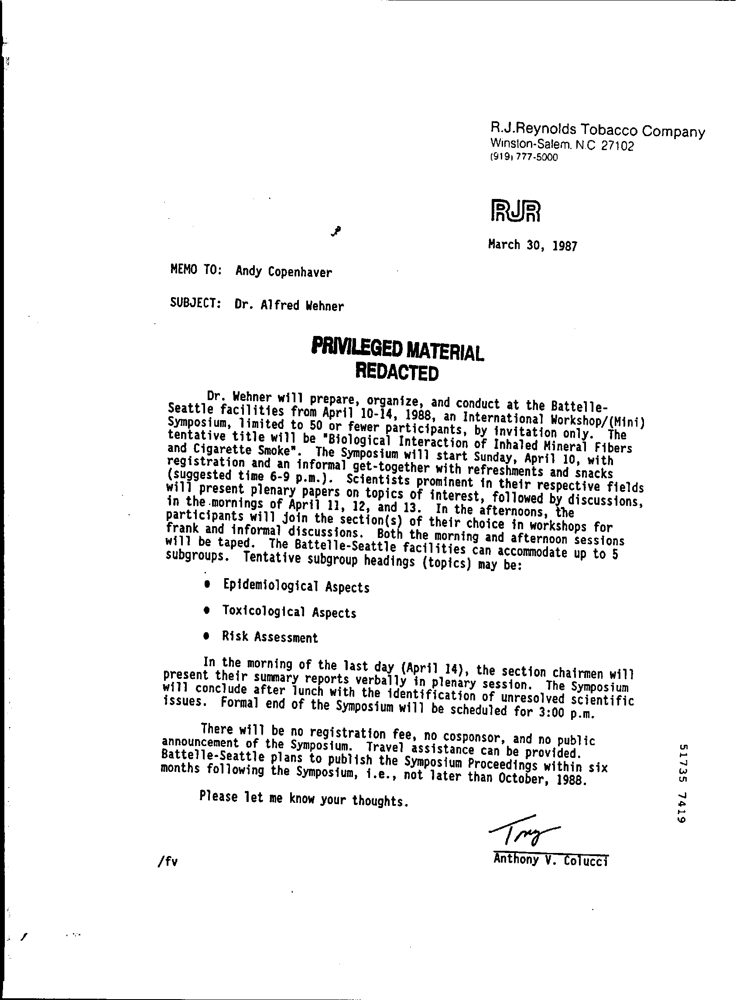 R.J.Reynolds Tobacco Company
Winston-Salem, N.C. 27102
(919) 777-5000
RJR
March 30, 1987
MEMO TO: Andy Copenhaver
SUBJECT: Dr. Alfred Wehner
PRIVILEGED MATERIAL
REDACTED
Dr. Wehner will prepare, organize, and conduct at the Battelle-
Seattle facilities from April 10-14, 1988, an International Workshop/(Mini)
Symposium, limited to 50 or fewer participants, by invitation only. The
tentative title will be "Biological Interaction of Inhaled Mineral Fibers
and Cigarette Smoke". The Symposium will start Sunday, April 10, with
registration and an informal get-together with refreshments and snacks
(suggested time 6-9 p.m.). Scientists prominent in their respective fields
will present plenary papers on topics of interest, followed by discussions,
in the mornings of April 11, 12, and 13. In the afternoons, the
participants will join the section(s) of their choice in workshops for
frank and informal discussions. Both the morning and afternoon sessions
will be taped. The Battelle-Seattle facilities can accommodate up to 5
subgroups. Tentative subgroup headings (topics) may be:
• Epidemiological Aspects
• Toxicological Aspects
• Risk Assessment
In the morning of the last day (April 14), the section chairmen will
present their summary reports verbally in plenary session. The Symposium
will conclude after lunch with the identification of unresolved scientific
issues. Formal end of the Symposium will be scheduled for 3:00 p.m.
There will be no registration fee, no cosponsor, and no public
announcement of the Symposium. Travel assistance can be provided.
Battelle-Seattle plans to publish the Symposium Proceedings within six
months following the Symposium, i.e., not later than October, 1988.
Please let me know your thoughts.
Tony
Anthony V. Colucci
/fv
51735 7419